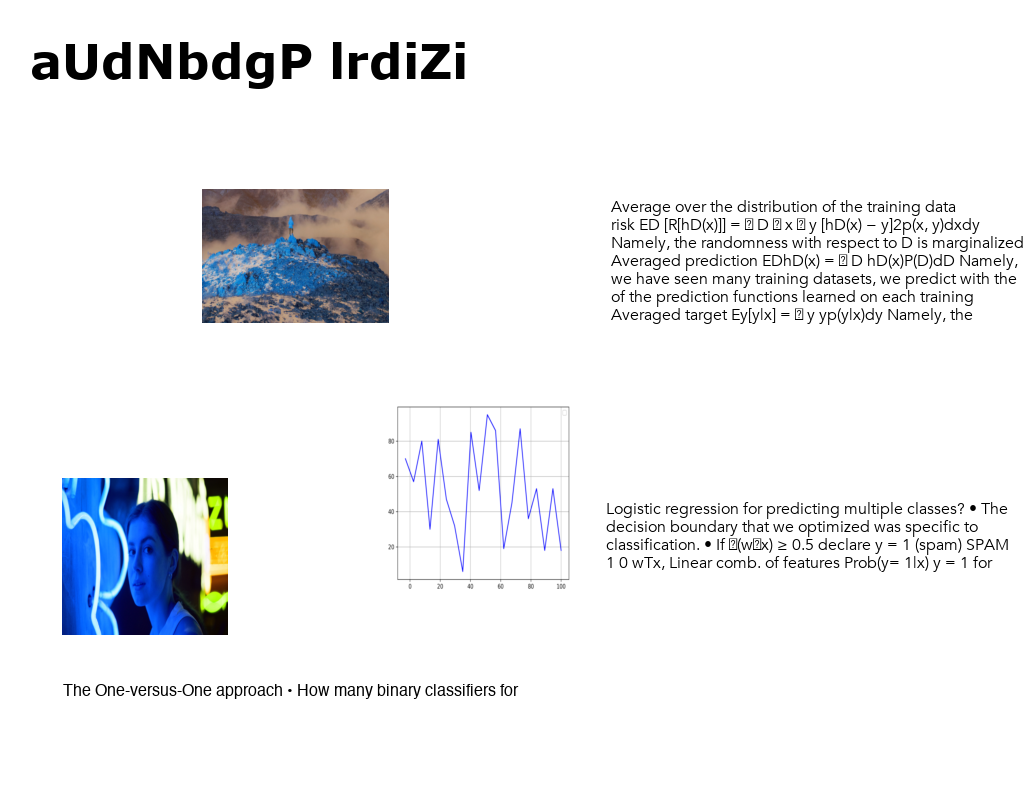 aUdNbdgP lrdiZi
Average over the distribution of the training data
risk ED [R[hD(x)]] = D x y [hD(x) − y]2p(x, y)dxdy
Namely, the randomness with respect to D is marginalized
Averaged prediction EDhD(x) = D hD(x)P(D)dD Namely,
we have seen many training datasets, we predict with the
of the prediction functions learned on each training
Averaged target Ey[y|x] = y yp(y|x)dy Namely, the
80
60
40
20
0 20 40 60 80 100
Logistic regression for predicting multiple classes? • The
decision boundary that we optimized was specific to
classification. • If (w x) ≥ 0.5 declare y = 1 (spam) SPAM
1 0 wTx, Linear comb. of features Prob(y= 1|x) y = 1 for
The One-versus-One approach • How many binary classifiers for